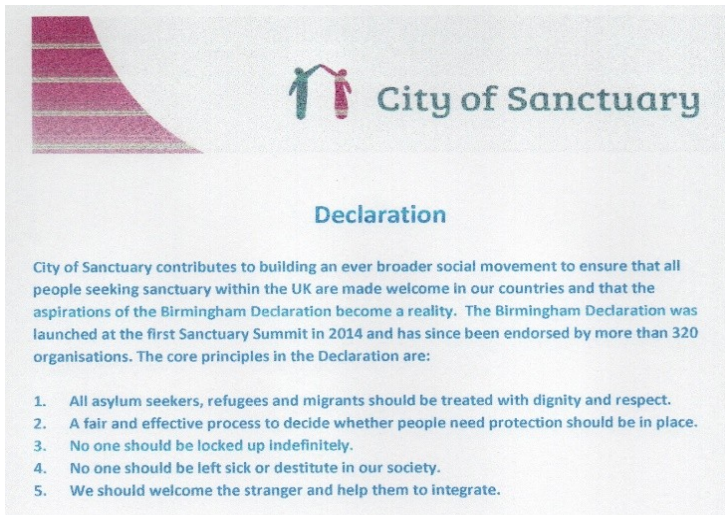 City of Sanctuary
Declaration
City of Sanctuary contributes to building an ever broader social movement to ensure that all
people seeking sanctuary within the UK are made welcome in our countries and that the
aspirations of the Birmingham Declaration become a reality. The Birmingham Declaration was
launched at the first Sanctuary Summit in 2014 and has since been endorsed by more than 320
organisations. The core principles in the Declaration are:
1. All asylum seekers, refugees and migrants should be treated with dignity and respect.
2. A fair and effective process to decide whether people need protection should be in place.
3. No one should be locked up indefinitely.
4. No one should be left sick or destitute in our society.
5. We should welcome the stranger and help them to integrate.